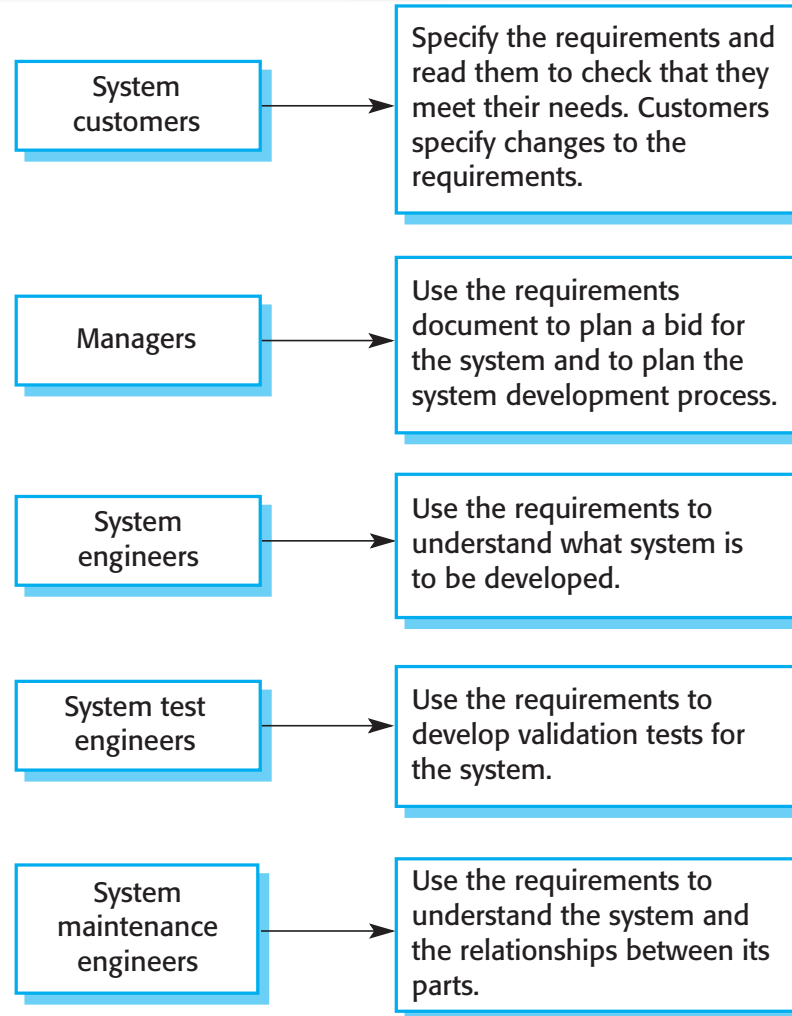 System
customers
Specify the requirements and
read them to check that they
meet their needs. Customers
specify changes to the
requirements.
Managers
Use the requirements
document to plan a bid for
the system and to plan the
system development process.
System
engineers
Use the requirements to
understand what system is
to be developed.
System test
engineers
Use the requirements to
develop validation tests for
the system.
System
maintenance
engineers
Use the requirements to
understand the system and
the relationships between its
parts.